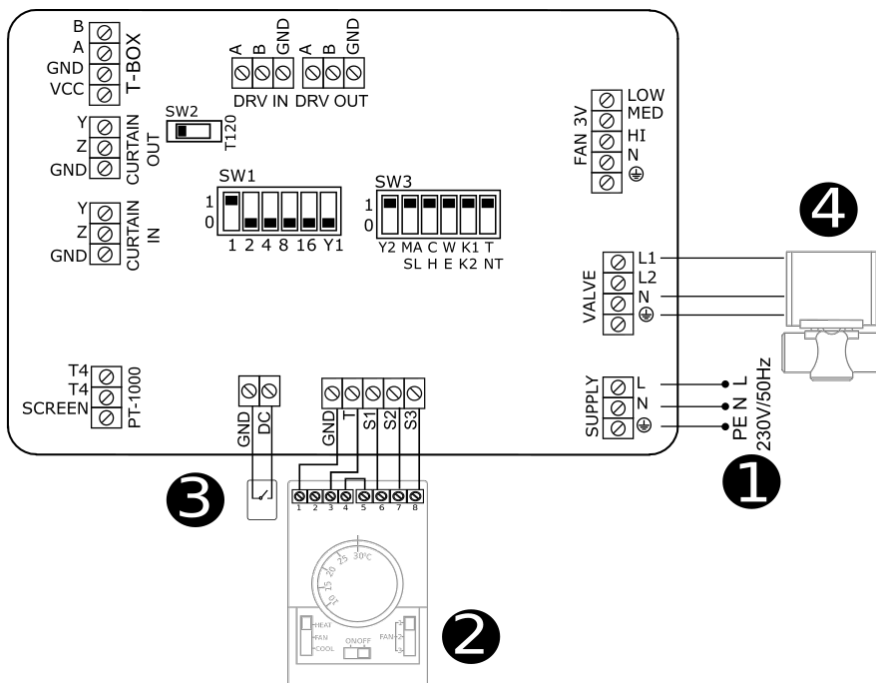 B
A
GND
VCC
T-BOX
Y
Z
GND
CURTAIN
OUT
Y
Z
GND
CURTAIN
IN
T4
T4
SCREEN
PT-1000
A B GND
DRV IN
A B GND
DRV OUT
SW2
T120
SW1
1
0
1 2 4 8 16 Y1
SW3
1
0
Y2 MA C W K1 T
SL H E K2 NT
FAN 3V
LOW
MED
HI
N
VALVE
L1
L2
N
SUPPLY
L
N
L
N
PE
230V/50Hz
GND DC
GND T S1 S2 S3
1 2 3 4 5 6 7 8
10 15 20 25 30°C
HEAT
FAN
COOL
ONOFF
FAN
1
2
3
1
2
3
4